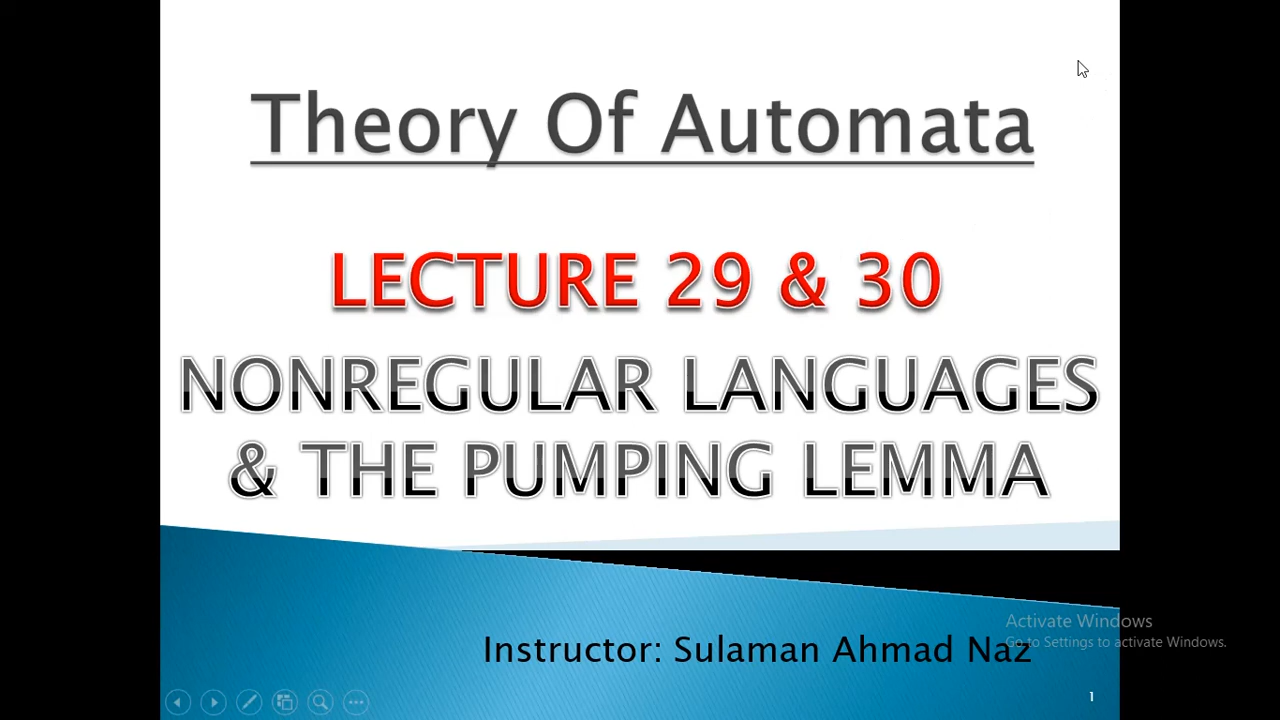 Theory Of Automata
LECTURE 29 & 30
NONREGULAR LANGUAGES
& THE PUMPING LEMMA
Activate Windows
Go to Settings to activate Windows.
Instructor: Sulaman Ahmad Naz
1